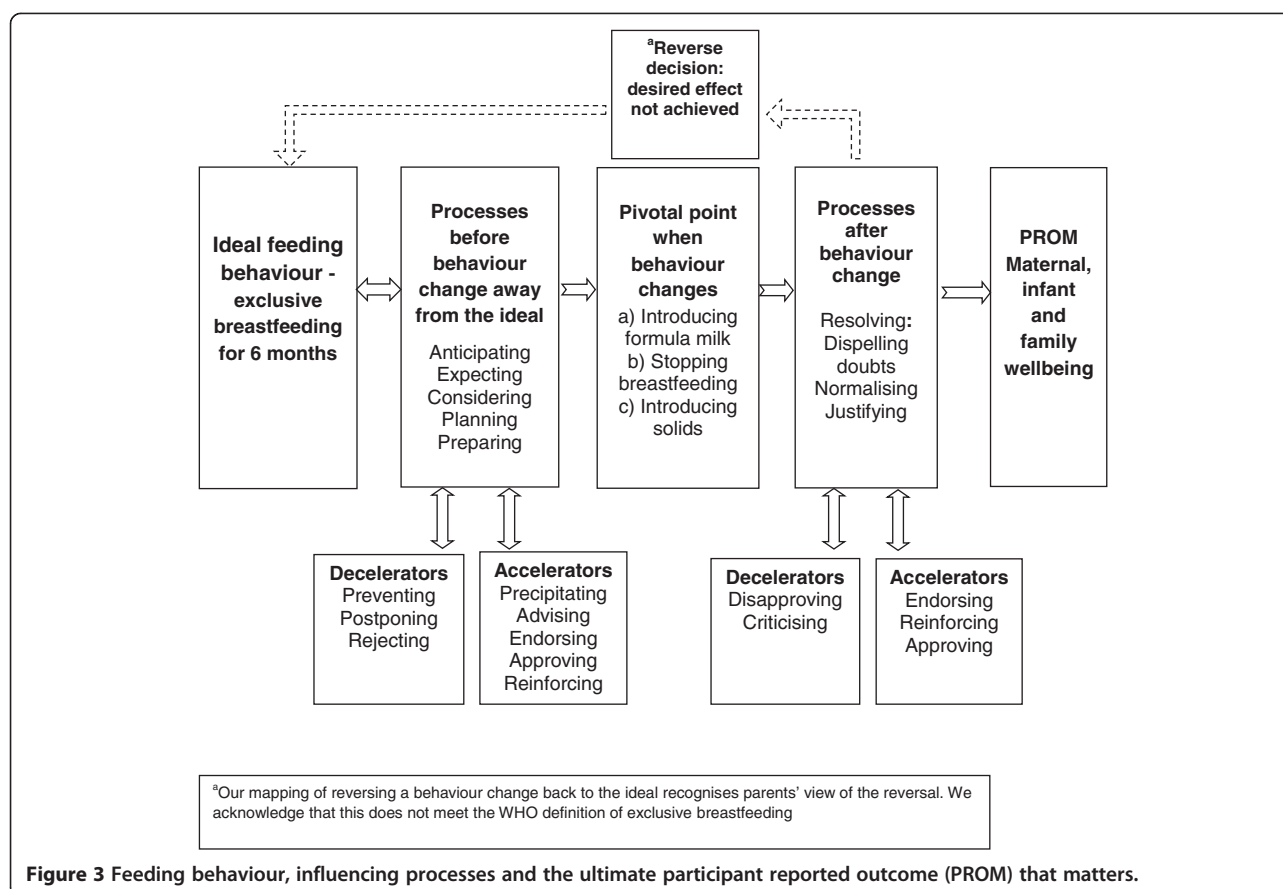 aReverse
decision:
desired effect
not achieved
Ideal feeding
behaviour -
exclusive
breastfeeding
for 6 months
Processes
before
behaviour
change away
from the ideal
Anticipating
Expecting
Considering
Planning
Preparing
Pivotal point
when
behaviour
changes
a) Introducing
formula milk
b) Stopping
breastfeeding
c) Introducing
solids
Processes
after
behaviour
change
Resolving:
Dispelling
doubts
Normalising
Justifying
PROM
Maternal,
infant
and
family
wellbeing
Decelerators
Preventing
Postponing
Rejecting
Accelerators
Precipitating
Advising
Endorsing
Approving
Reinforcing
Decelerators
Disapproving
Criticising
Accelerators
Endorsing
Reinforcing
Approving
aOur mapping of reversing a behaviour change back to the ideal recognises parents' view of the reversal. We
acknowledge that this does not meet the WHO definition of exclusive breastfeeding
Figure 3 Feeding behaviour, influencing processes and the ultimate participant reported outcome (PROM) that matters.